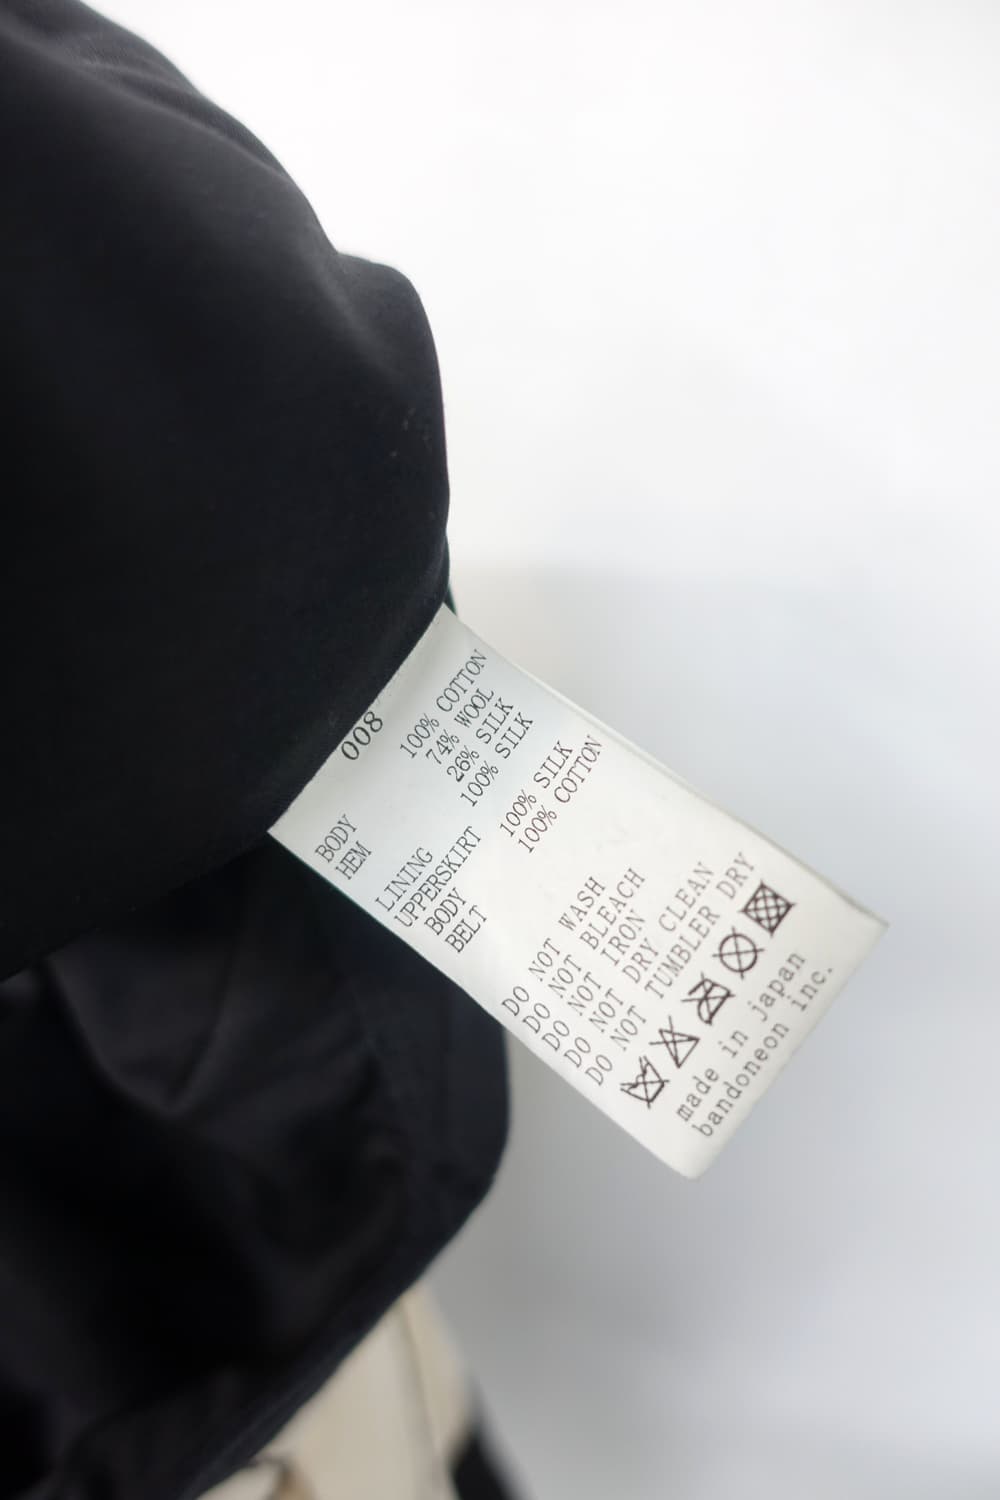 008
BODY 100% COTTON
HEM 74% WOOL
26% SILK
LINING 100% SILK
UPPERSKIRT
BODY 100% SILK
BELT 100% COTTON
DO NOT WASH
DO NOT BLEACH
DO NOT IRON
DO NOT DRY CLEAN
DO NOT TUMBLER DRY
made in japan
bandoneon inc.